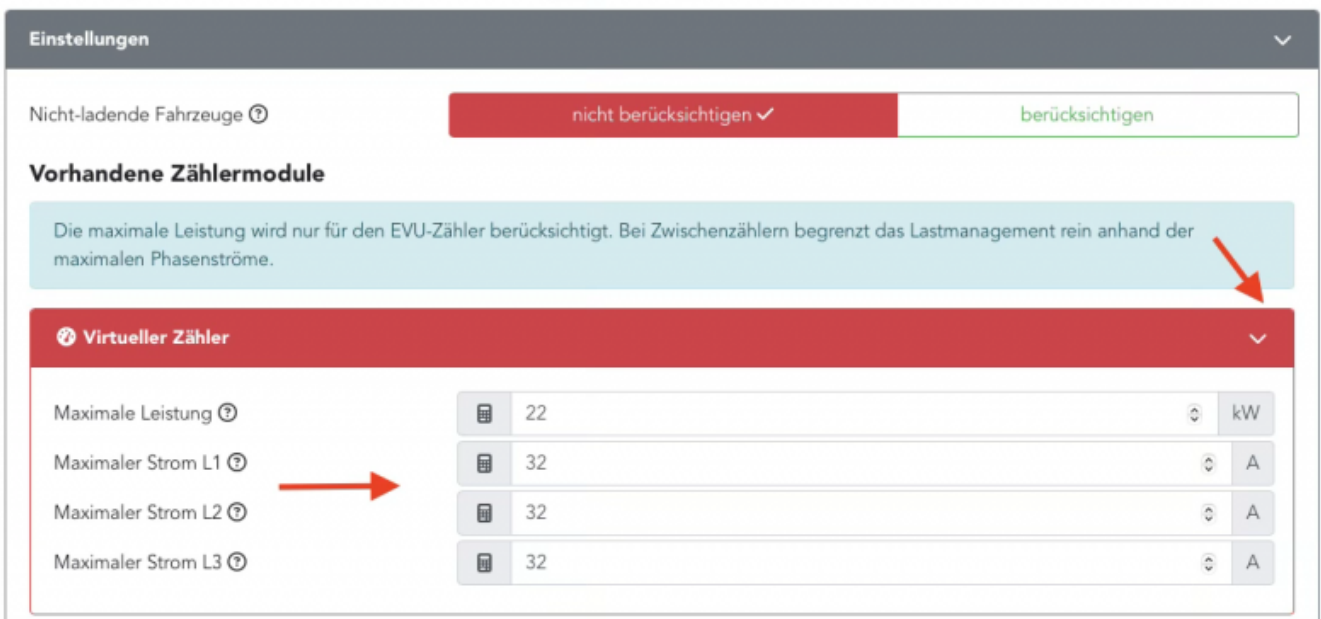 Einstellungen
Nicht-ladende Fahrzeuge
nicht berücksichtigen
berücksichtigen
Vorhandene Zählermodule
Die maximale Leistung wird nur für den EVU-Zähler berücksichtigt. Bei Zwischenzählern begrenzt das Lastmanagement rein anhand der
maximalen Phasenströme.
Virtueller Zähler
Maximale Leistung 22 kW
Maximaler Strom L1 32 A
Maximaler Strom L2 32 A
Maximaler Strom L3 32 A